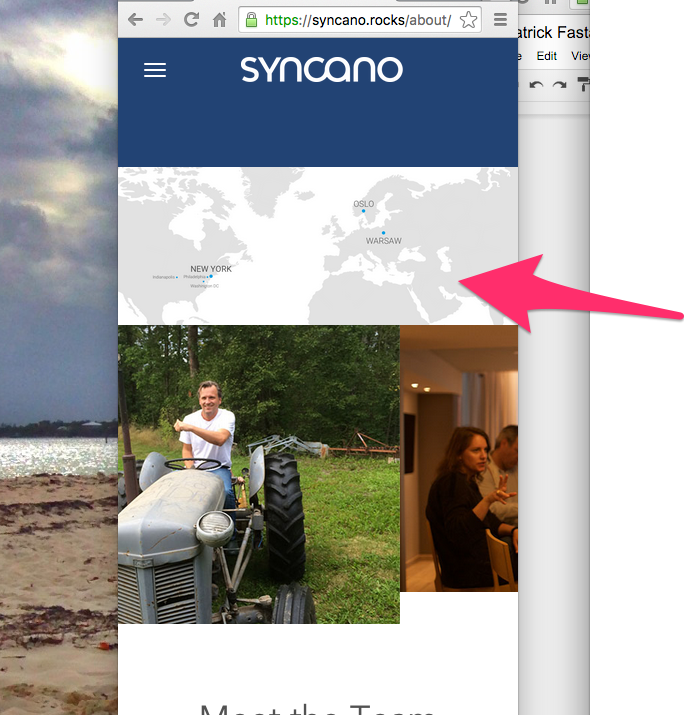 https://syncano.rocks/about/
atrick Fasta
SYNCANO
Edit Vie
OSLO
WARSAW
NEW YORK
Indianapolis
Philadelphia
Washington DC
Meet the Team